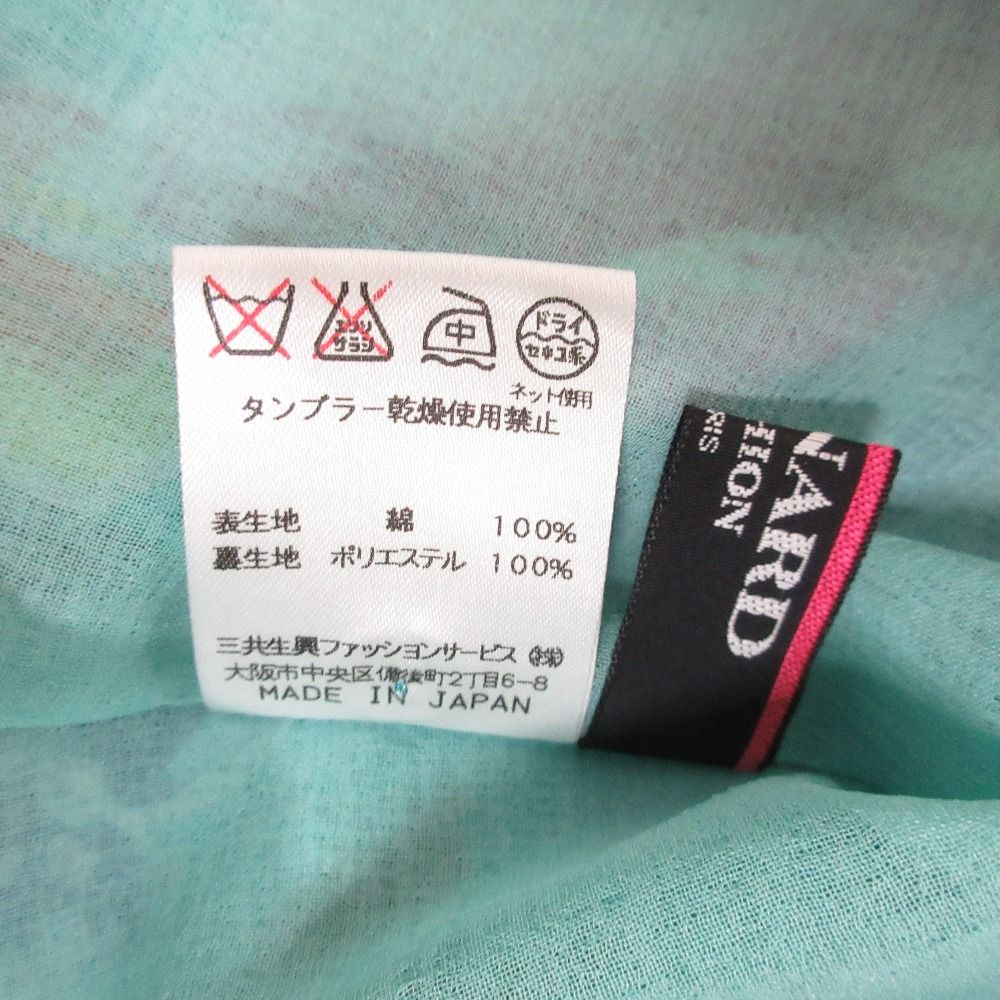 エンソ
サラシ
中
ドライ
セキユ系
ネット使用
タンブラー乾燥使用禁止
表生地 綿 100%
裏生地 ポリエステル 100%
三共生興ファッションサービス㈱
大阪市中央区備後町2丁目6-8
MADE IN JAPAN
NARD
HION
RIS